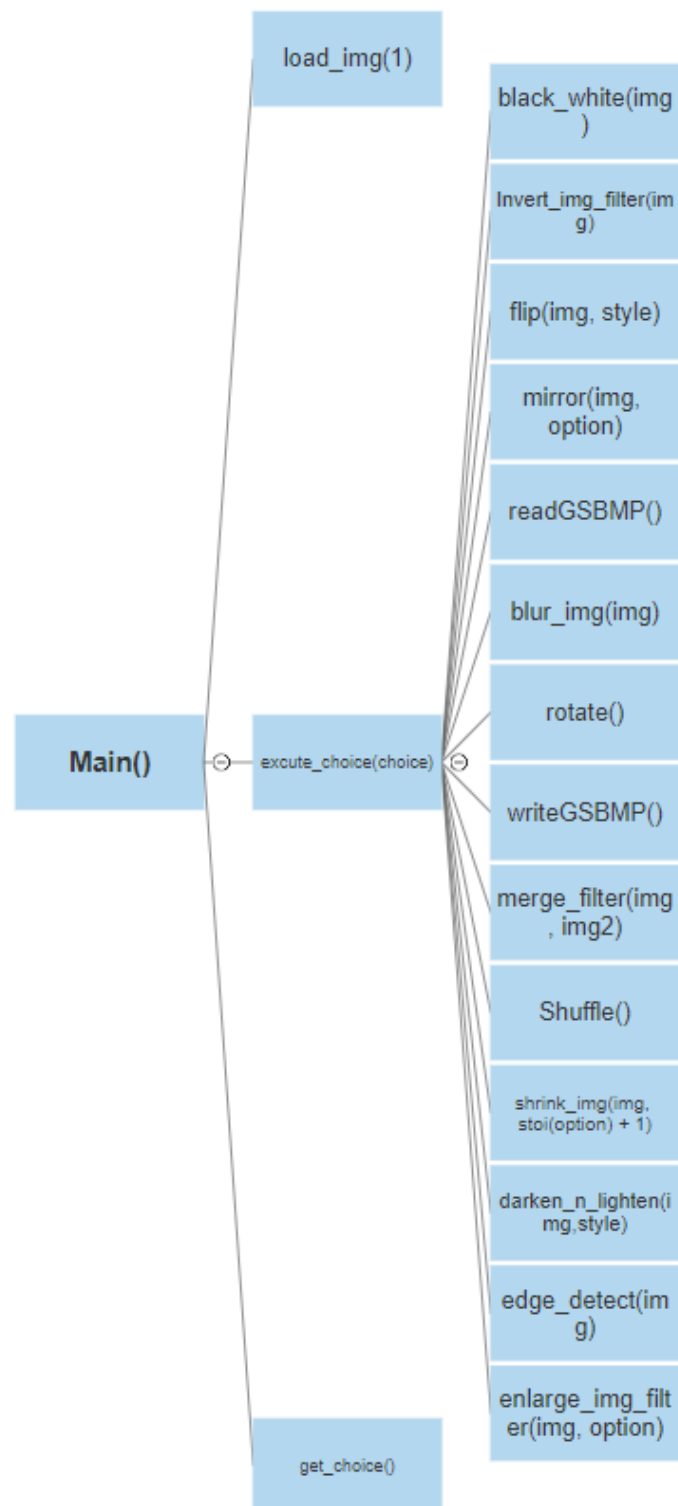 load_img(1)
black_white(img
)
Invert_img_filter(im
g)
flip(img, style)
mirror(img,
option)
readGSBMP()
blur_img(img)
rotate()
Main()
excute_choice(choice)
writeGSBMP()
merge_filter(img
, img2)
Shuffle()
shrink_img(img,
stoi(option) + 1)
darken_n_lighten(i
mg,style)
edge_detect(im
g)
enlarge_img_filt
er(img, option)
get_choice()